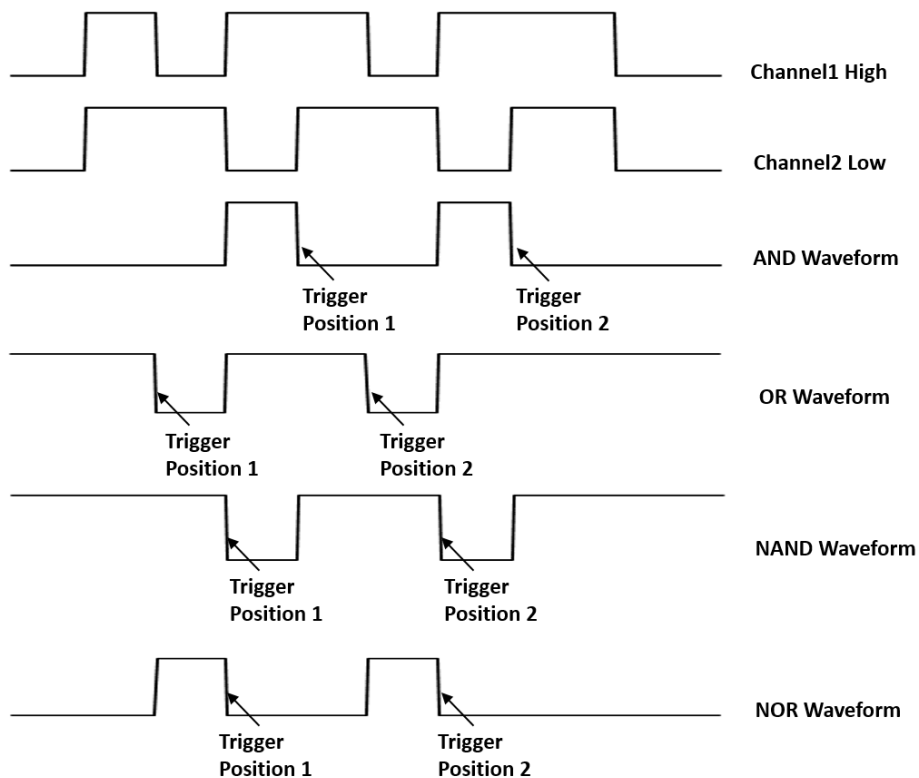 Channel1 High
Channel2 Low
AND Waveform
Trigger
Position 1
Trigger
Position 2
OR Waveform
Trigger
Position 1
Trigger
Position 2
NAND Waveform
Trigger
Position 1
Trigger
Position 2
NOR Waveform
Trigger
Position 1
Trigger
Position 2